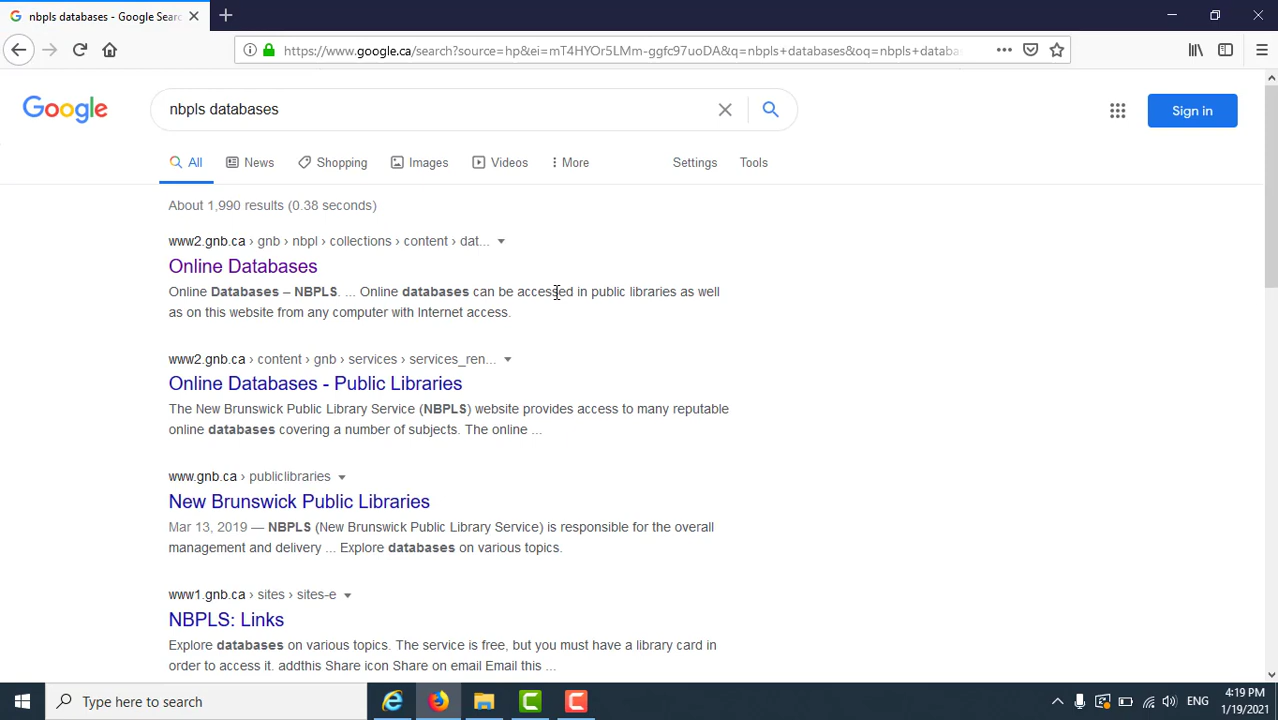 nbpls databases - Google Searc
https://www.google.ca/search?source=hp&ei=mT4HYOr5LMm-ggfc97uoDA&q=nbpls+databases&oq=nbpls+databa
Google
nbpls databases
Sign in
All
News
Shopping
Images
Videos
More
Settings
Tools
About 1,990 results (0.38 seconds)
www2.gnb.ca › gnb › nbpl › collections › content › dat...
Online Databases
Online Databases – NBPLS. ... Online databases can be accessed in public libraries as well
as on this website from any computer with Internet access.
www2.gnb.ca › content › gnb › services › services_ren...
Online Databases - Public Libraries
The New Brunswick Public Library Service (NBPLS) website provides access to many reputable
online databases covering a number of subjects. The online ...
www.gnb.ca › publiclibraries
New Brunswick Public Libraries
Mar 13, 2019 — NBPLS (New Brunswick Public Library Service) is responsible for the overall
management and delivery ... Explore databases on various topics.
www1.gnb.ca › sites › sites-e
NBPLS: Links
Explore databases on various topics. The service is free, but you must have a library card in
order to access it. addthis Share icon Share on email Email this ...
Type here to search
ENG
4:19 PM
1/19/2021